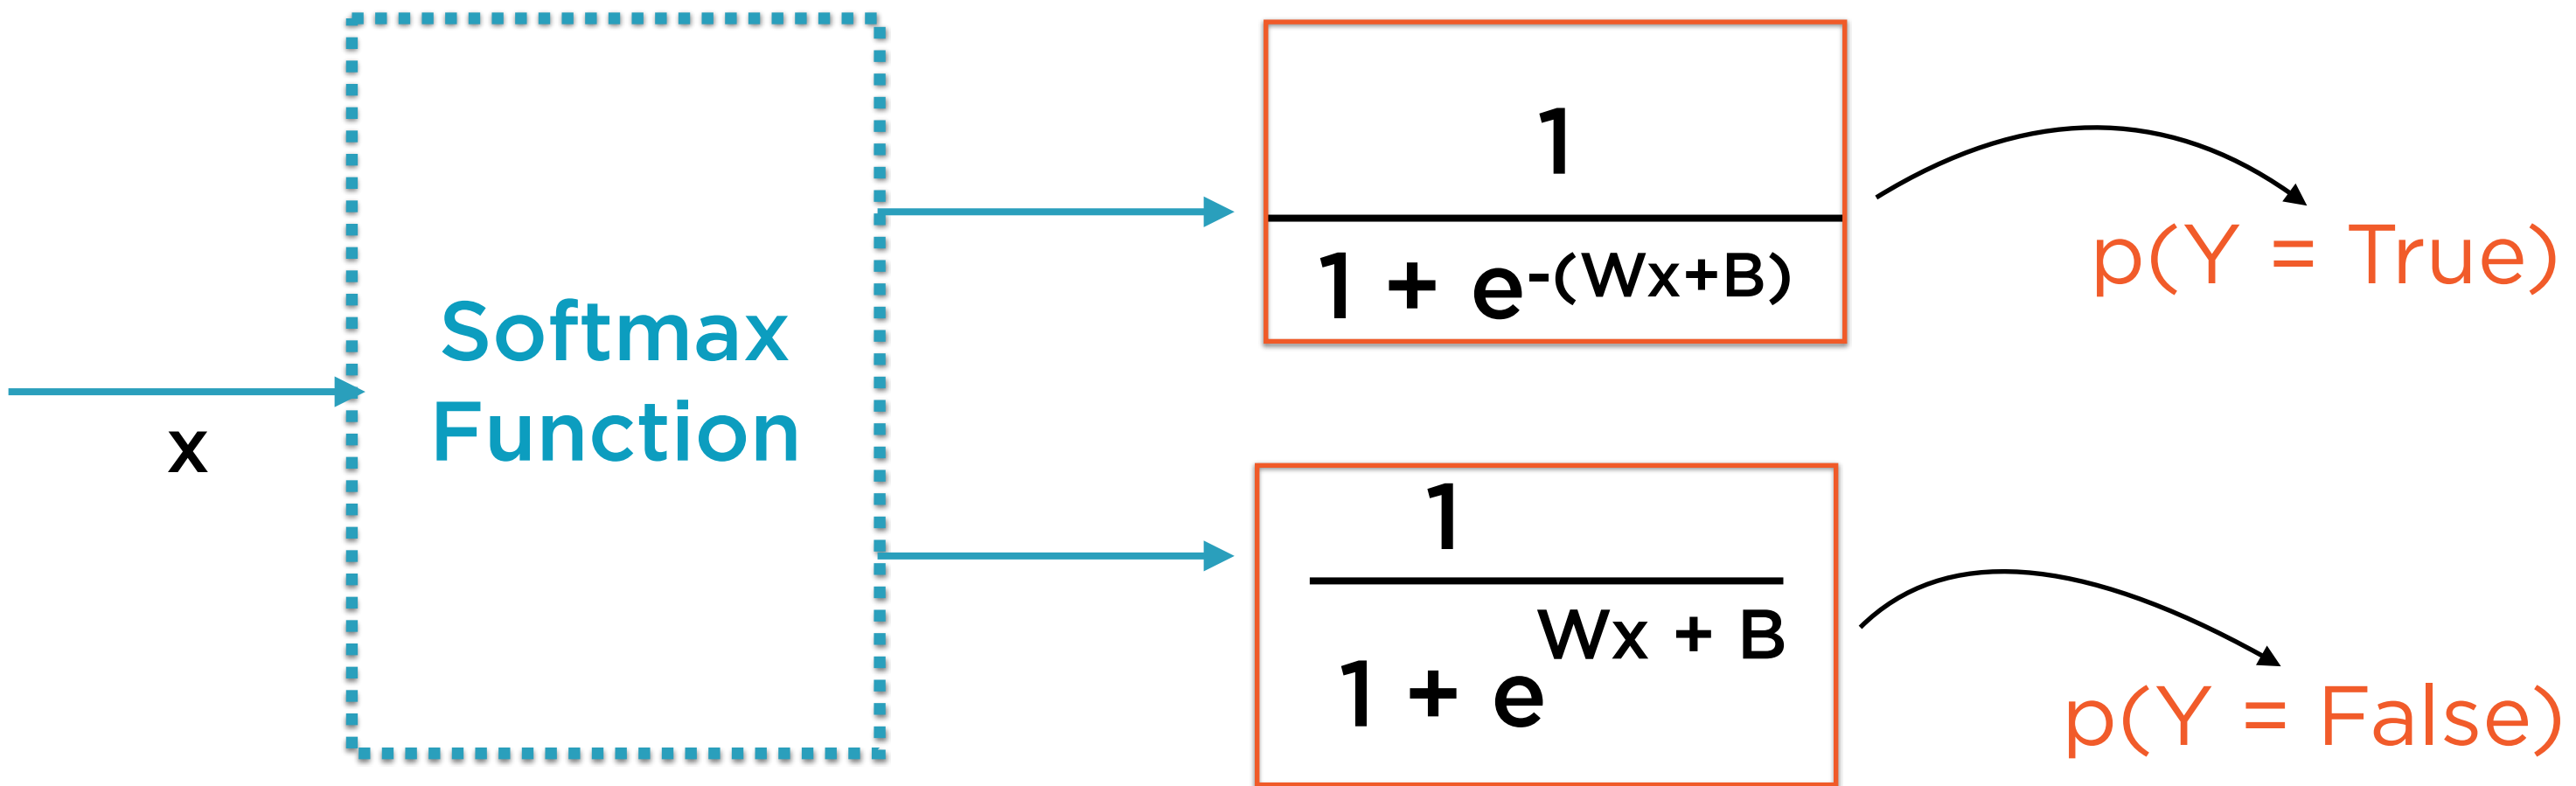 x
Softmax
Function
1
1 + e-(Wx+B)
p(Y = True)
1
1 + eWx + B
p(Y = False)